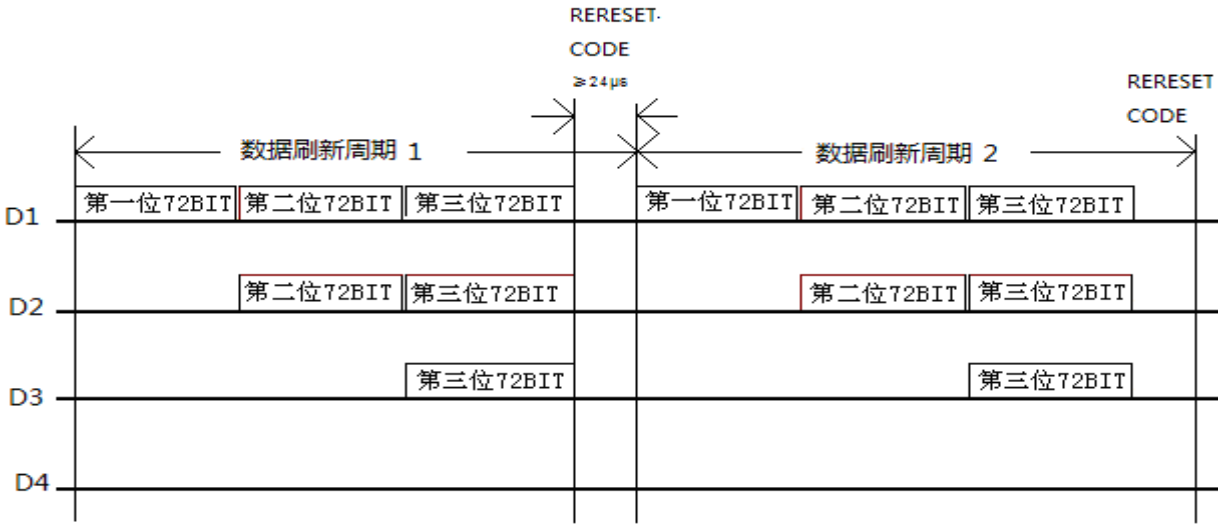 RERESET.
CODE
≥24μs
RERESET
CODE
数据刷新周期 1
数据刷新周期 2
D1
第一位72BIT
第二位72BIT
第三位72BIT
第一位72BIT
第二位72BIT
第三位72BIT
D2
第二位72BIT
第三位72BIT
第二位72BIT
第三位72BIT
D3
第三位72BIT
第三位72BIT
D4